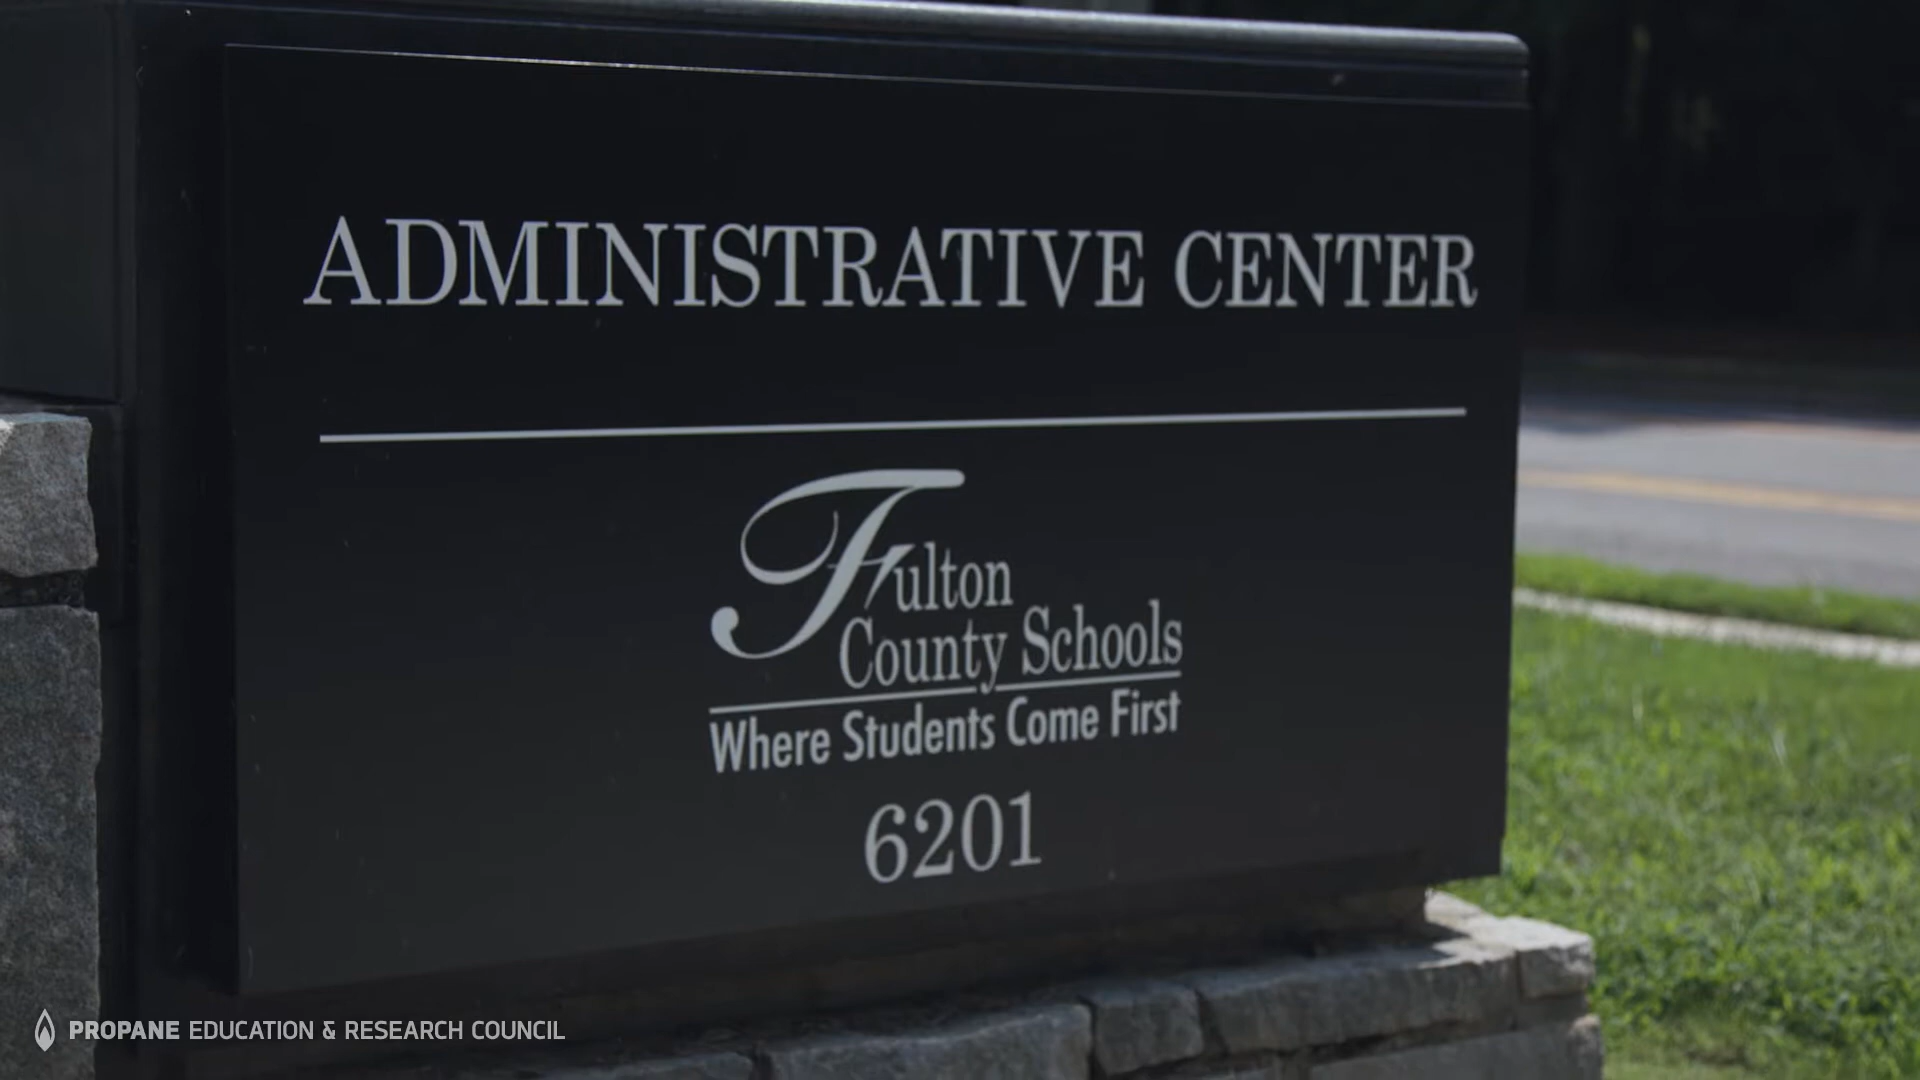 ADMINISTRATIVE CENTER
Fulton
County Schools
Where Students Come First
6201
PROPANE EDUCATION & RESEARCH COUNCIL